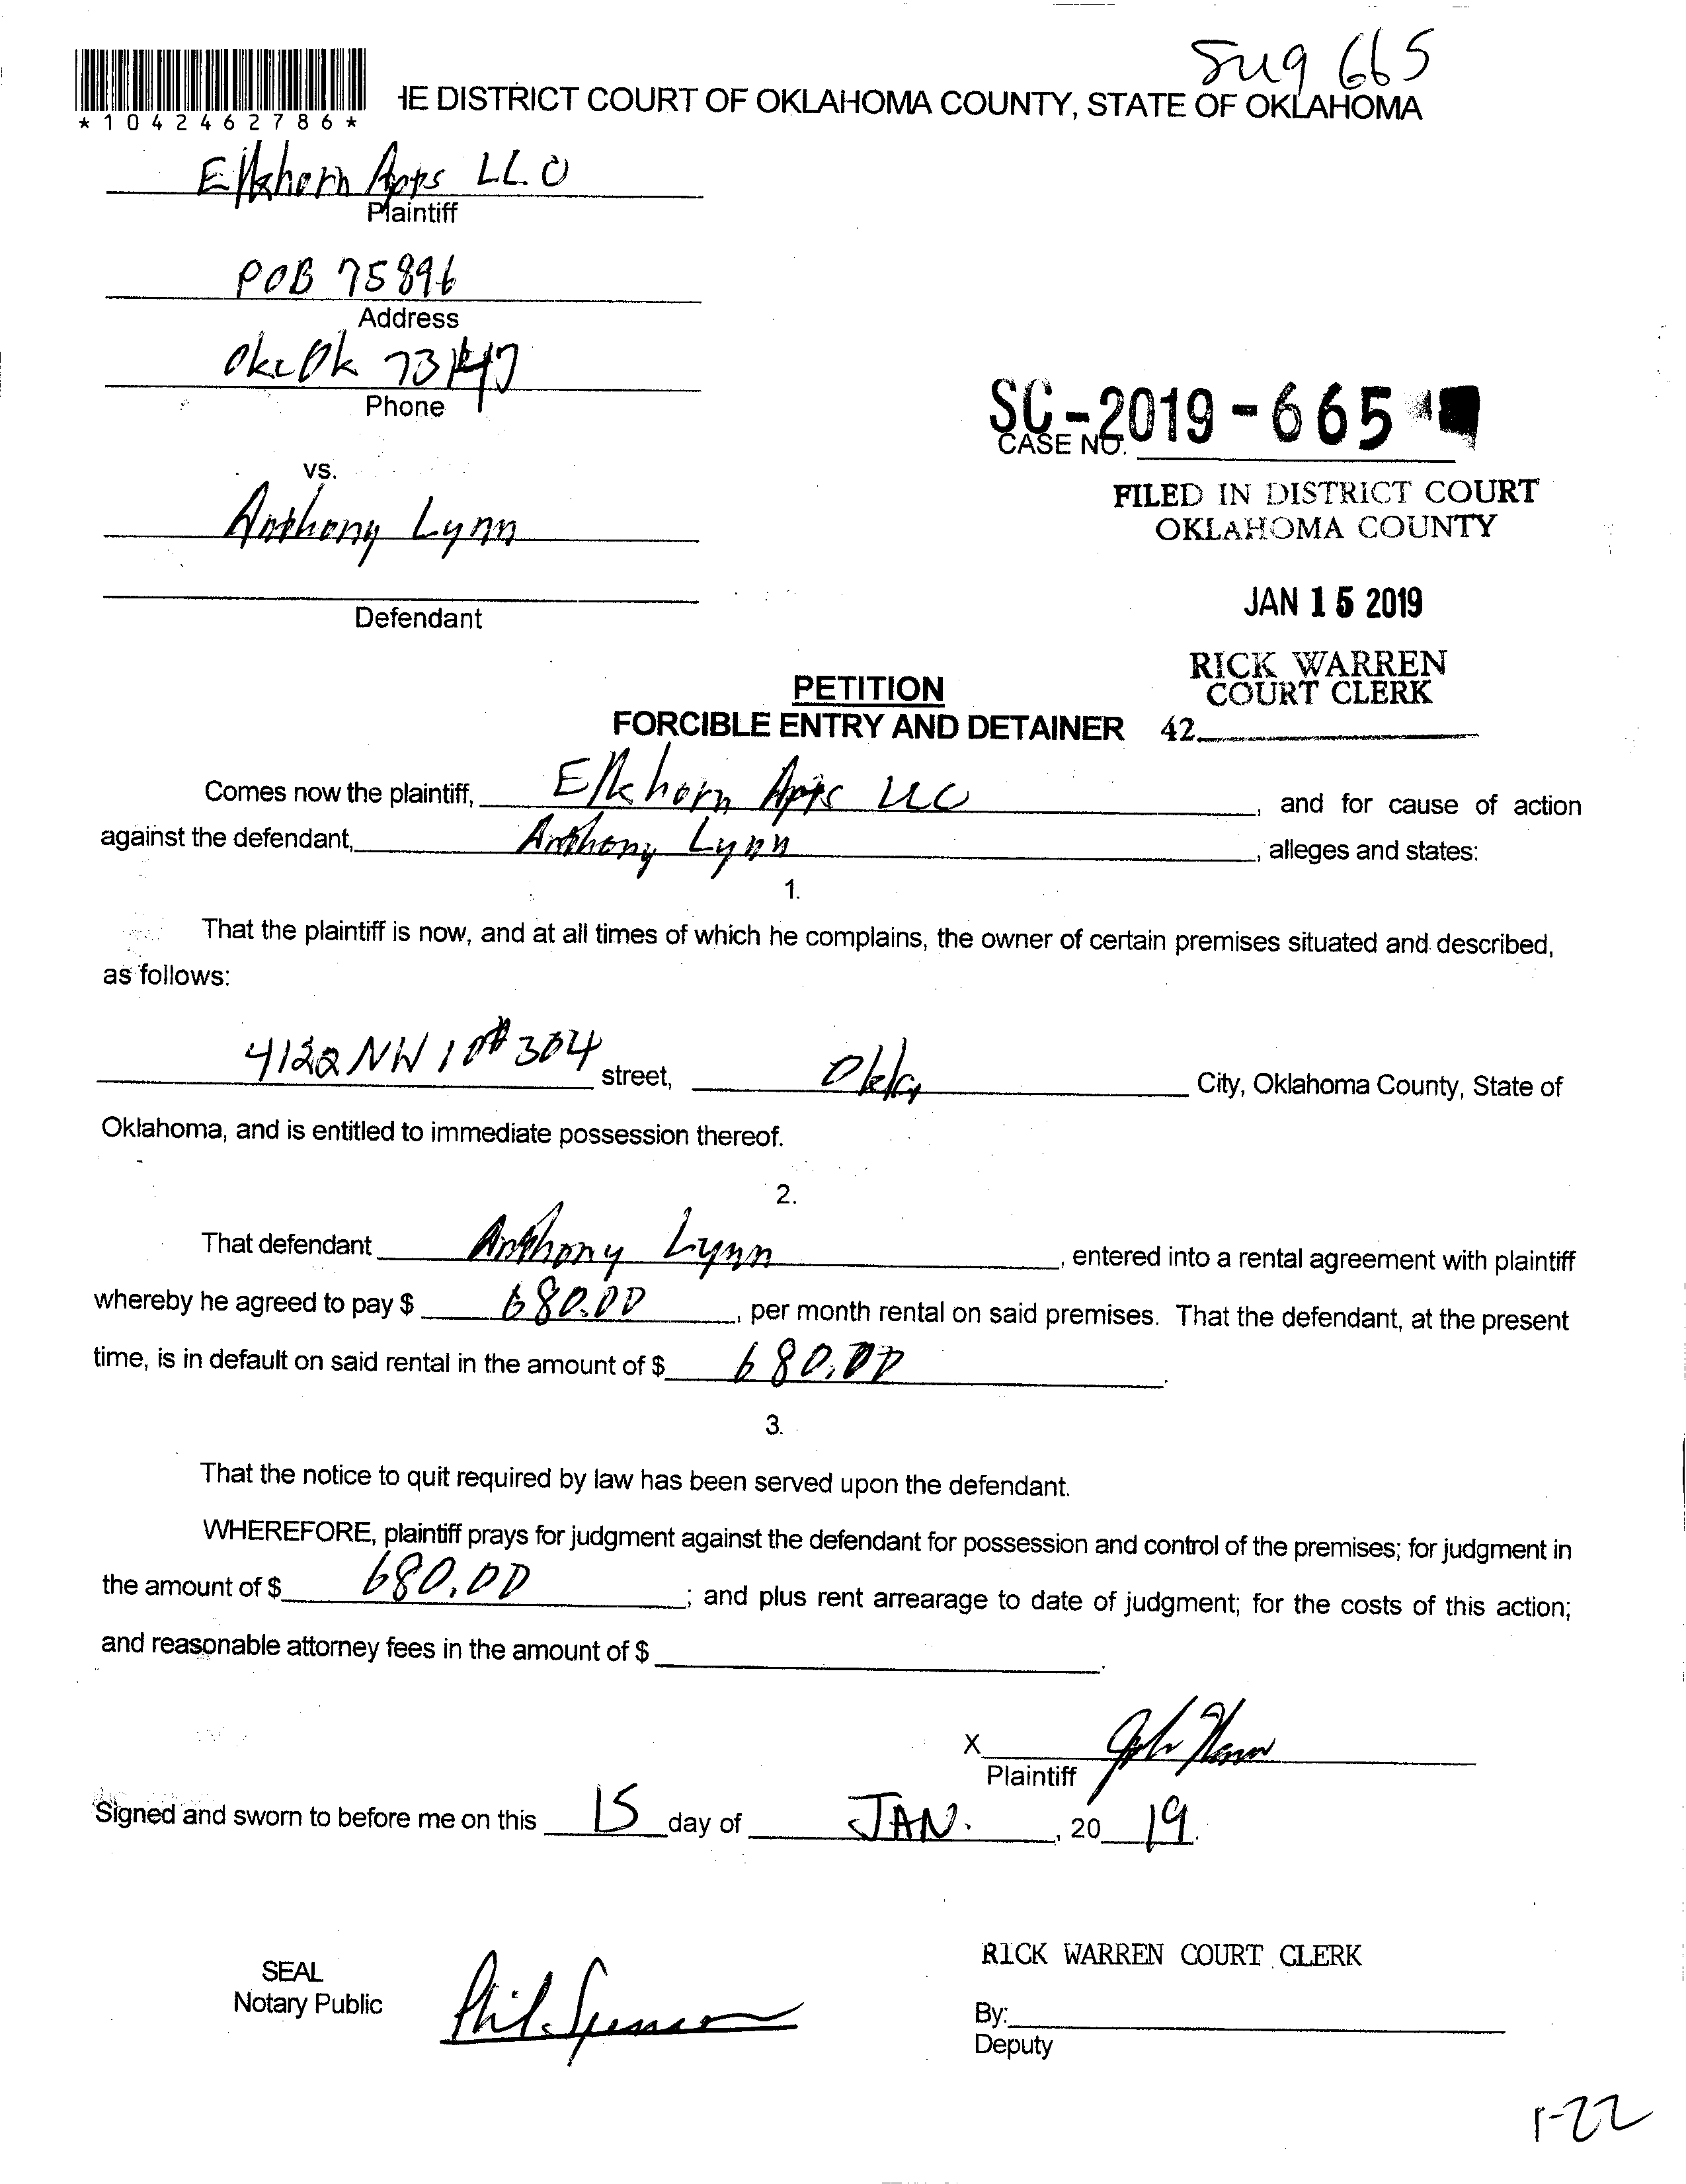 Sug 665
*1042462786*
HE DISTRICT COURT OF OKLAHOMA COUNTY, STATE OF OKLAHOMA
Elkhorn Apts LLC
Plaintiff
POB 75896
Address
Okc Ok 73147
Phone
SC-2019-665
CASE NO.
vs.
Anthony Lynn
FILED IN DISTRICT COURT
OKLAHOMA COUNTY
JAN 15 2019
Defendant
RICK WARREN
COURT CLERK
PETITION
FORCIBLE ENTRY AND DETAINER 42
Comes now the plaintiff, Elkhorn Apts LLC, and for cause of action
against the defendant, Anthony Lynn, alleges and states:
1.
That the plaintiff is now, and at all times of which he complains, the owner of certain premises situated and described,
as follows:
4122 NW 10 #304 street, Okla City, Oklahoma County, State of
Oklahoma, and is entitled to immediate possession thereof.
2.
That defendant Anthony Lynn, entered into a rental agreement with plaintiff
whereby he agreed to pay $ 680.00, per month rental on said premises. That the defendant, at the present
time, is in default on said rental in the amount of $ 680.00.
3.
That the notice to quit required by law has been served upon the defendant.
WHEREFORE, plaintiff prays for judgment against the defendant for possession and control of the premises; for judgment in
the amount of $ 680.00; and plus rent arrearage to date of judgment; for the costs of this action;
and reasonable attorney fees in the amount of $.
X
Plaintiff
Signed and sworn to before me on this 15 day of JAN., 20 19.
RICK WARREN COURT CLERK
SEAL
Notary Public
By:
Deputy
1-22